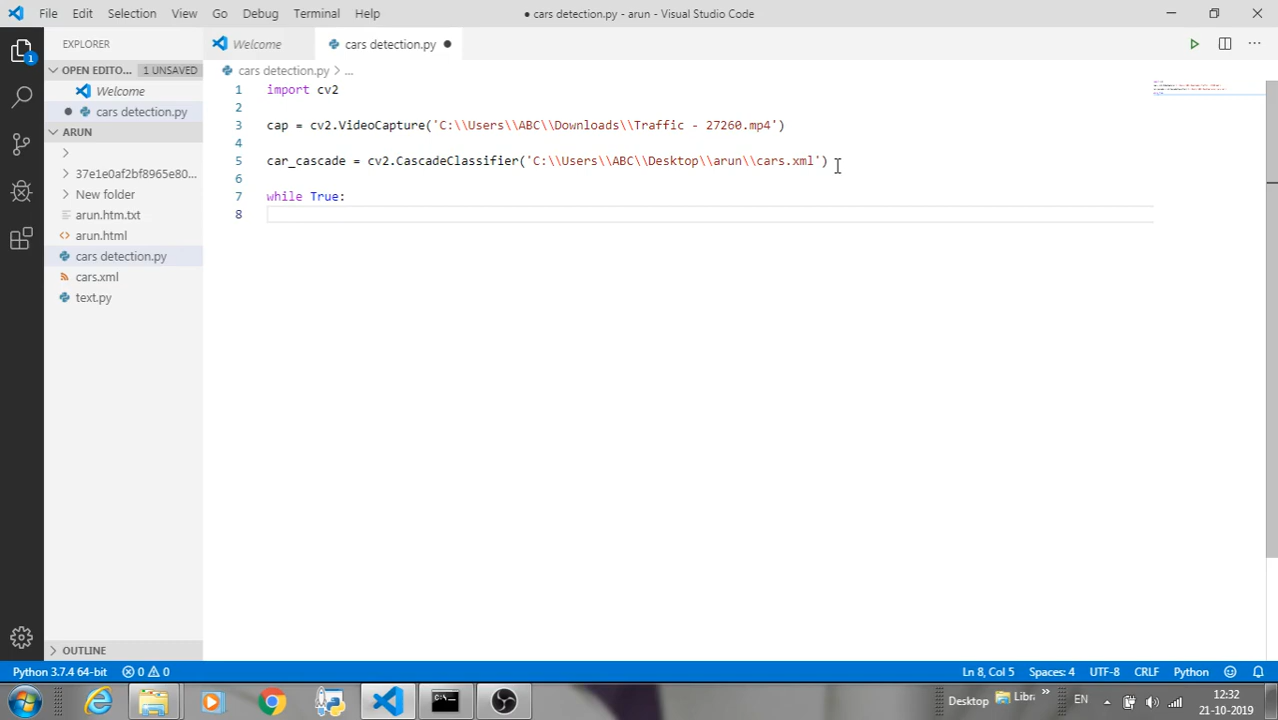 File Edit Selection View Go Debug Terminal Help
● cars detection.py - arun - Visual Studio Code
EXPLORER
Welcome
cars detection.py
OPEN EDITO... 1 UNSAVED
Welcome
cars detection.py
ARUN
37e1e0af2bf8965e80...
New folder
arun.htm.txt
arun.html
cars detection.py
cars.xml
text.py
OUTLINE
1
cars detection.py > ...
1 import cv2
2
3 cap = cv2.VideoCapture('C:\\Users\\ABC\\Downloads\\Traffic - 27260.mp4')
4
5 car_cascade = cv2.CascadeClassifier('C:\\Users\\ABC\\Desktop\\arun\\cars.xml')
6
7 while True:
8
Python 3.7.4 64-bit 0 0 Ln 8, Col 5 Spaces: 4 UTF-8 CRLF Python
Desktop Libr » EN 12:32
21-10-2019